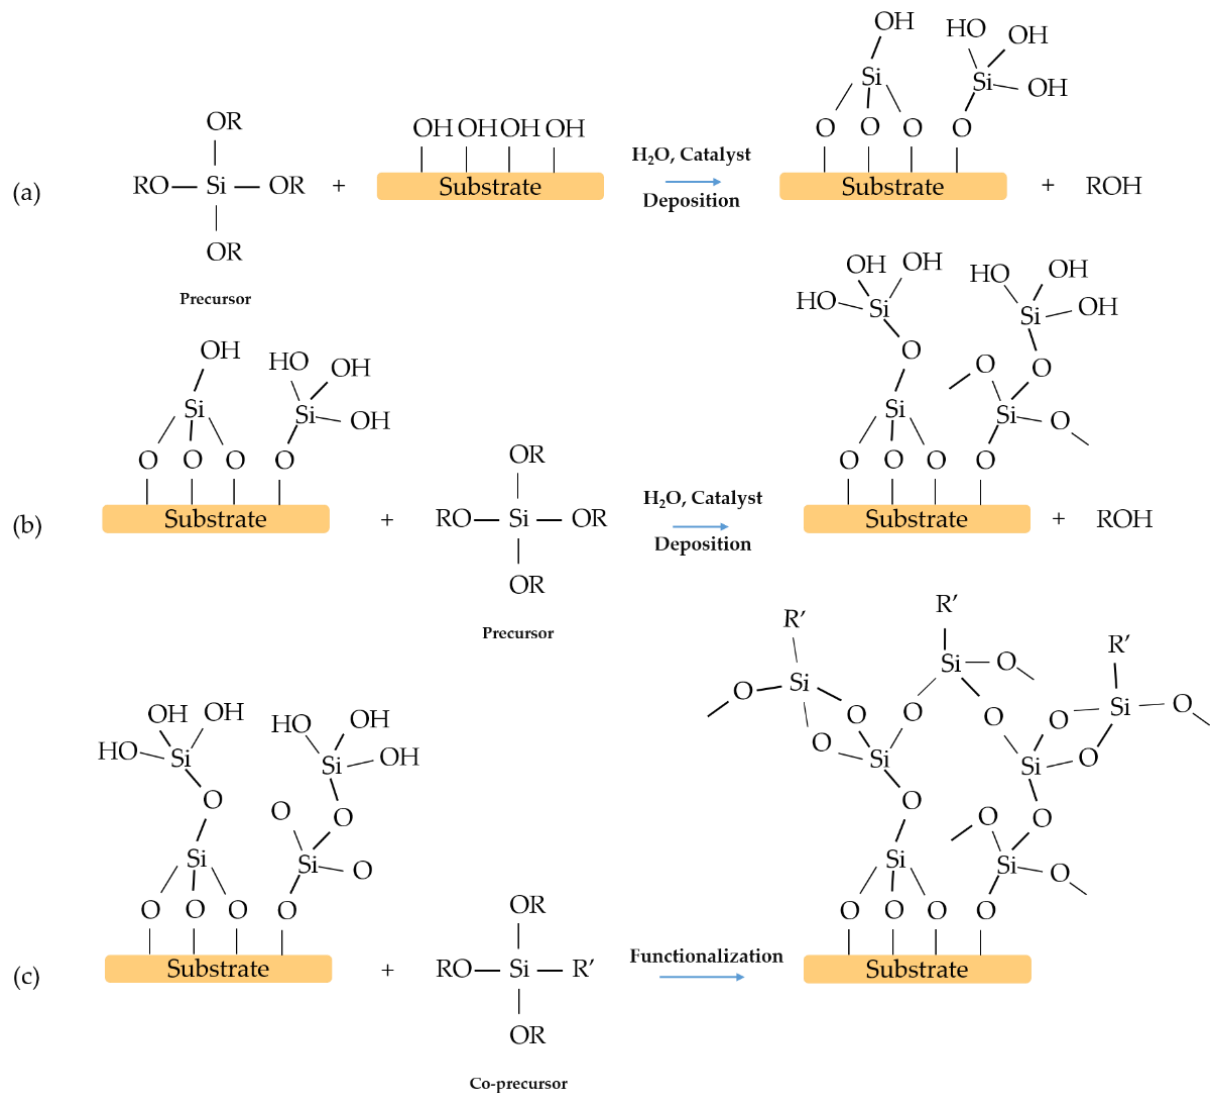 OH HO OH
Si Si OH
OR OH OH OH OH O O O O
H₂O, Catalyst
(a) RO Si OR + Substrate Deposition Substrate + ROH
OR
Precursor
OH OH HO OH
HO Si Si OH
OH HO OH O O O
Si Si OH Si Si O
O O O O OR O O O O
H₂O, Catalyst
(b) Substrate + RO Si OR Deposition Substrate + ROH
OR
Precursor
R’ R’ R’
O Si Si O Si O
OH OH HO OH O O O O
HO Si Si OH O Si Si O
O O O O O O
Si Si O Si Si O
O O O O OR O O O O
Functionalization
(c) Substrate + RO Si R’ Substrate
OR
Co-precursor